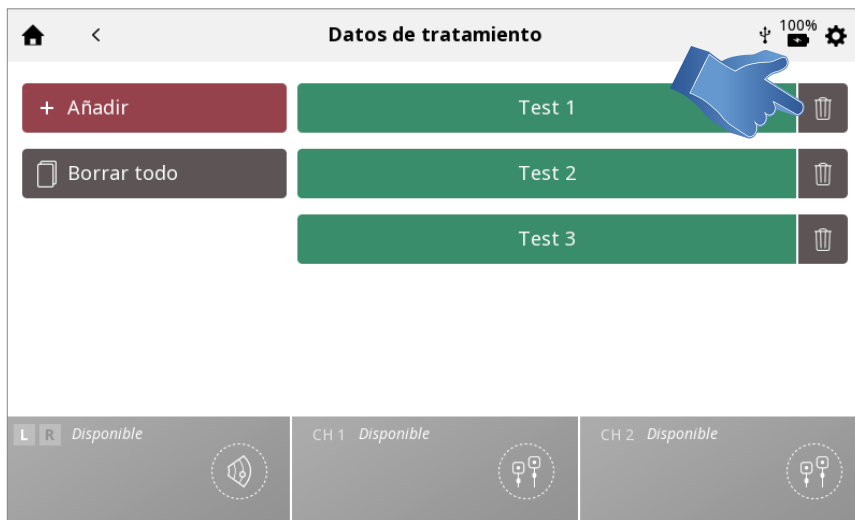 Datos de tratamiento
100%
+ Añadir
Test 1
Borrar todo
Test 2
Test 3
L R Disponible
CH 1 Disponible
CH 2 Disponible